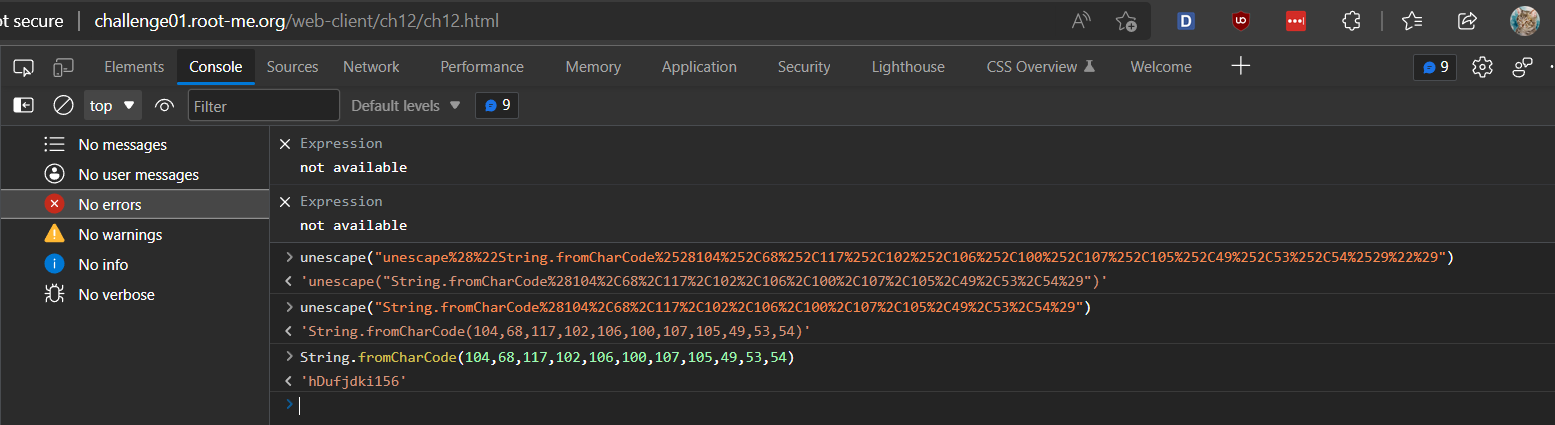 ot secure challenge01.root-me.org/web-client/ch12/ch12.html A D UO
Elements Console Sources Network Performance Memory Application Security Lighthouse CSS Overview Welcome 9
top Filter Default levels 9
No messages
No user messages
No errors
No warnings
No info
No verbose
Expression
not available
Expression
not available
unescape("unescape%28%22String.fromCharCode%2528104%252C68%252C117%252C102%252C106%252C100%252C107%252C105%252C49%252C53%252C54%2529%22%29")
'unescape("String.fromCharCode%28104%2C68%2C117%2C102%2C106%2C100%2C107%2C105%2C49%2C53%2C54%29")'
unescape("String.fromCharCode%28104%2C68%2C117%2C102%2C106%2C100%2C107%2C105%2C49%2C53%2C54%29")
'String.fromCharCode(104,68,117,102,106,100,107,105,49,53,54)'
String.fromCharCode(104,68,117,102,106,100,107,105,49,53,54)
'hDufjdki156'